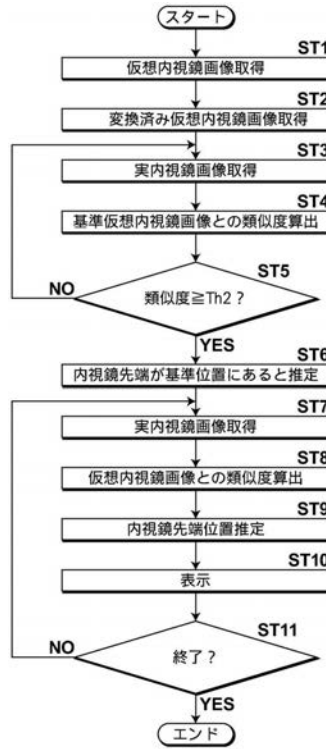 スタート
ST1
仮想内視鏡画像取得
ST2
変換済み仮想内視鏡画像取得
ST3
実内視鏡画像取得
ST4
基準仮想内視鏡画像との類似度算出
ST5
NO
類似度≧Th2？
YES
ST6
内視鏡先端が基準位置にあると推定
ST7
実内視鏡画像取得
ST8
仮想内視鏡画像との類似度算出
ST9
内視鏡先端位置推定
ST10
表示
ST11
NO
終了？
YES
エンド